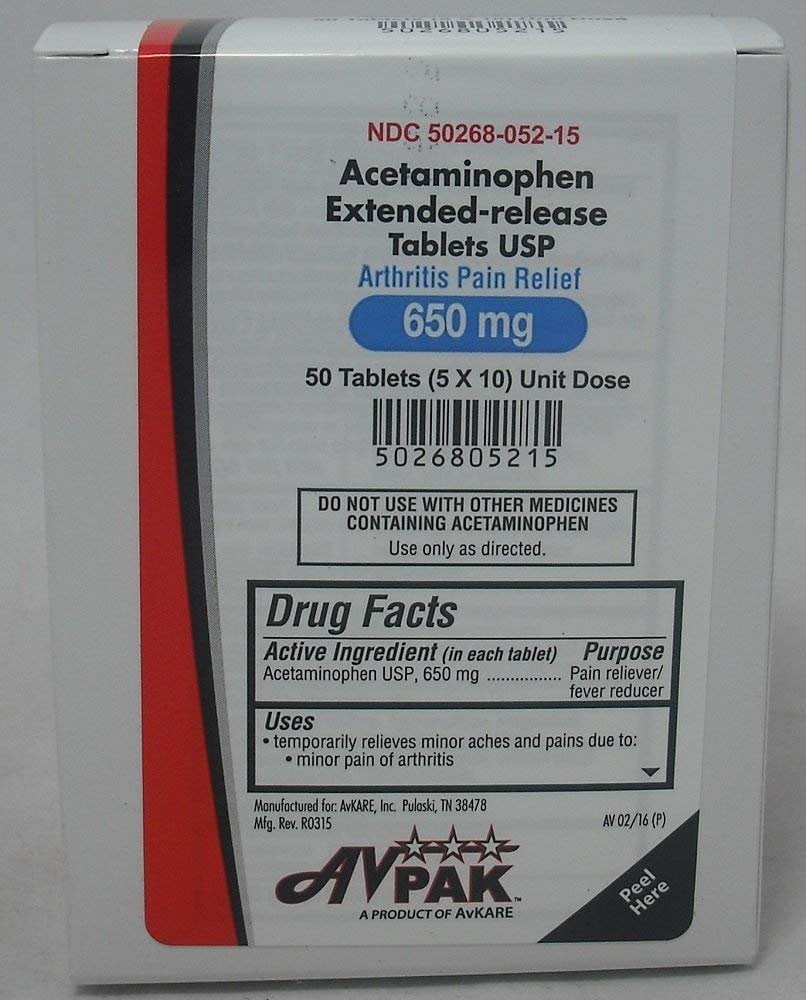 NDC 50268-052-15
Acetaminophen
Extended-release
Tablets USP
Arthritis Pain Relief
650 mg
50 Tablets (5 X 10) Unit Dose
5026805215
DO NOT USE WITH OTHER MEDICINES
CONTAINING ACETAMINOPHEN
Use only as directed.
Drug Facts
Active Ingredient (in each tablet) Purpose
Acetaminophen USP, 650 mg ................ Pain reliever/
fever reducer
Uses
• temporarily relieves minor aches and pains due to:
• minor pain of arthritis
Manufactured for: AvKARE, Inc. Pulaski, TN 38478
Mfg. Rev. R0315 AV 02/16 (P)
AVPAK™
A PRODUCT OF AvKARE
Peel
Here